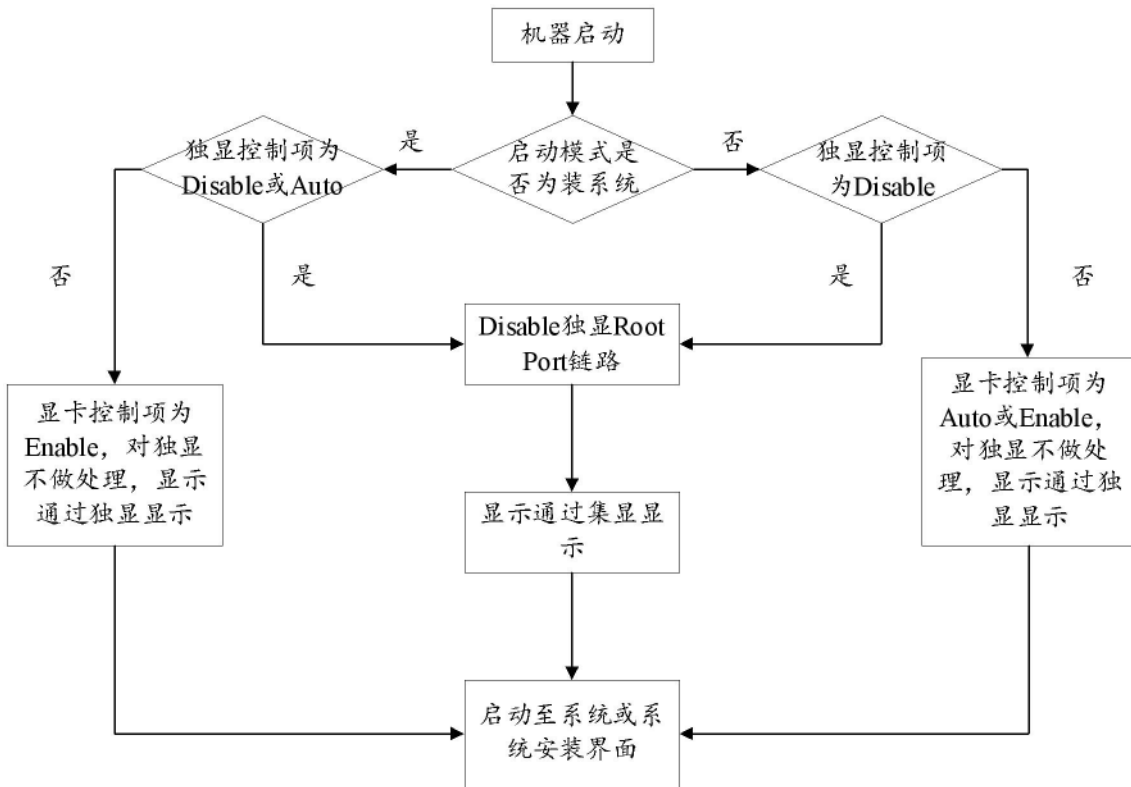 机器启动
是
否
独显控制项为
Disable或Auto
启动模式是
否为装系统
独显控制项
为Disable
否
是
是
否
Disable独显Root
Port链路
显卡控制项为
Enable，对独显
不做处理，显示
通过独显显示
显卡控制项为
Auto或Enable，
对独显不做处
理，显示通过独
显显示
显示通过集显显
示
启动至系统或系
统安装界面